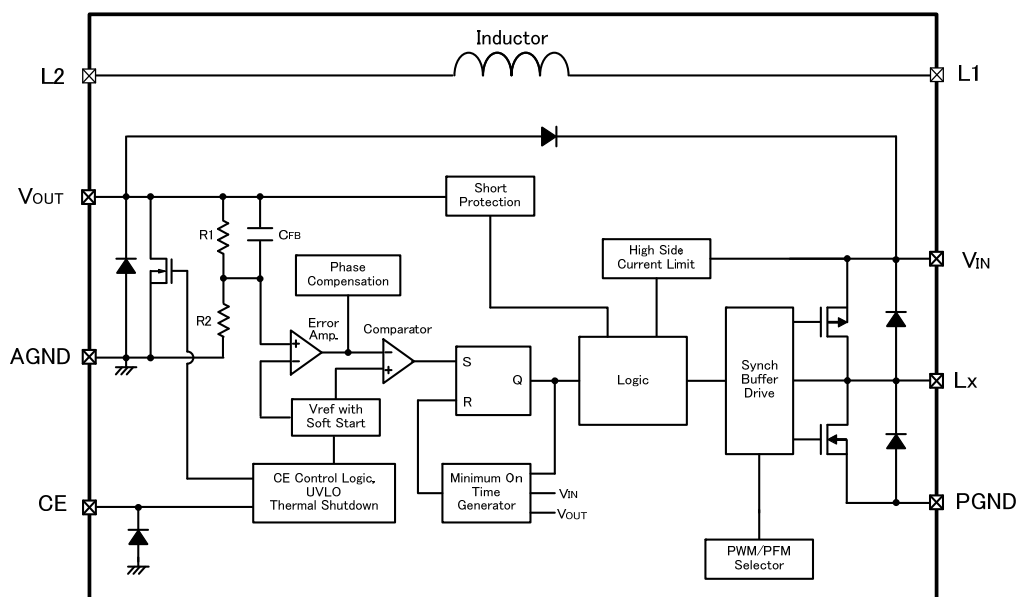 Inductor
L2
L1
VOUT
Short
Protection
R1
CFB
High Side
Current Limit
VIN
Phase
Compensation
R2
Error
Amp.
Comparator
AGND
+
−
−
+
S
Q
R
Logic
Synch
Buffer
Drive
Lx
Vref with
Soft Start
CE Control Logic,
UVLO
Thermal Shutdown
Minimum On
Time
Generator
VIN
VOUT
CE
PGND
PWM/PFM
Selector